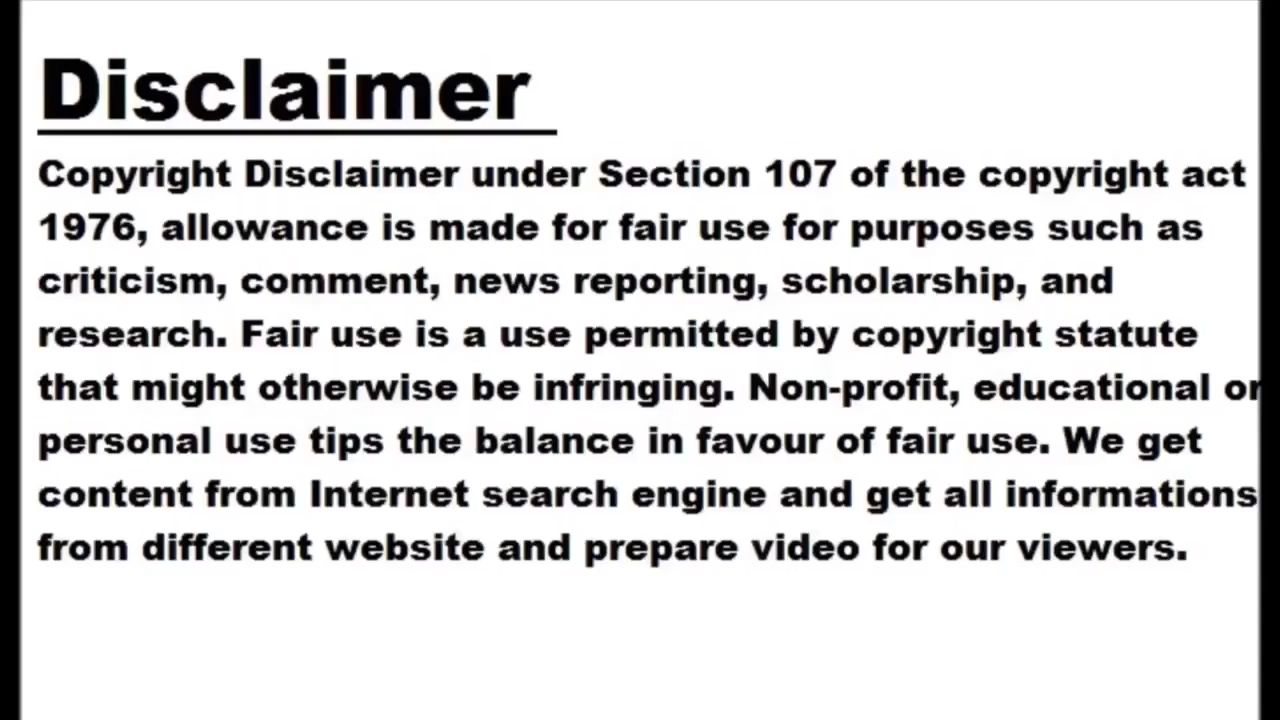 Disclaimer
Copyright Disclaimer under Section 107 of the copyright act
1976, allowance is made for fair use for purposes such as
criticism, comment, news reporting, scholarship, and
research. Fair use is a use permitted by copyright statute
that might otherwise be infringing. Non-profit, educational or
personal use tips the balance in favour of fair use. We get
content from Internet search engine and get all informations
from different website and prepare video for our viewers.